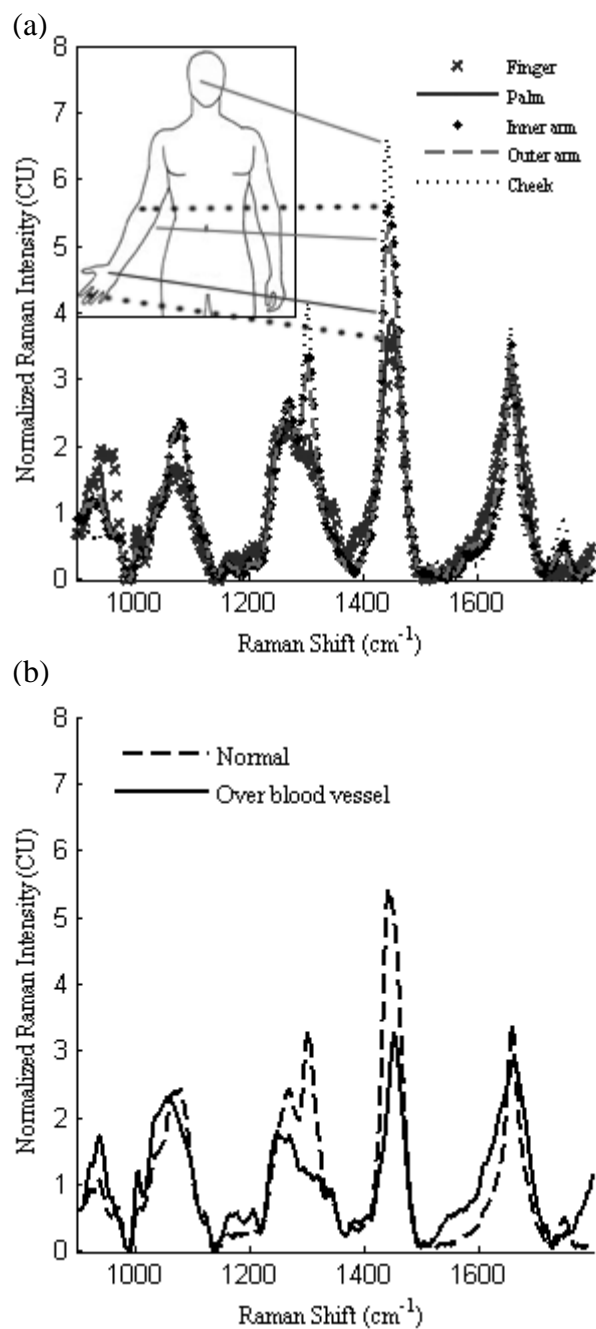 (a)
Normalized Raman Intensity (CU)
8
7
6
5
4
3
2
1
0
Finger
Palm
Inner arm
Outer arm
Cheek
1000 1200 1400 1600
Raman Shift (cm-1)
(b)
Normalized Raman Intensity (CU)
8
7
6
5
4
3
2
1
0
Normal
Over blood vessel
1000 1200 1400 1600
Raman Shift (cm-1)